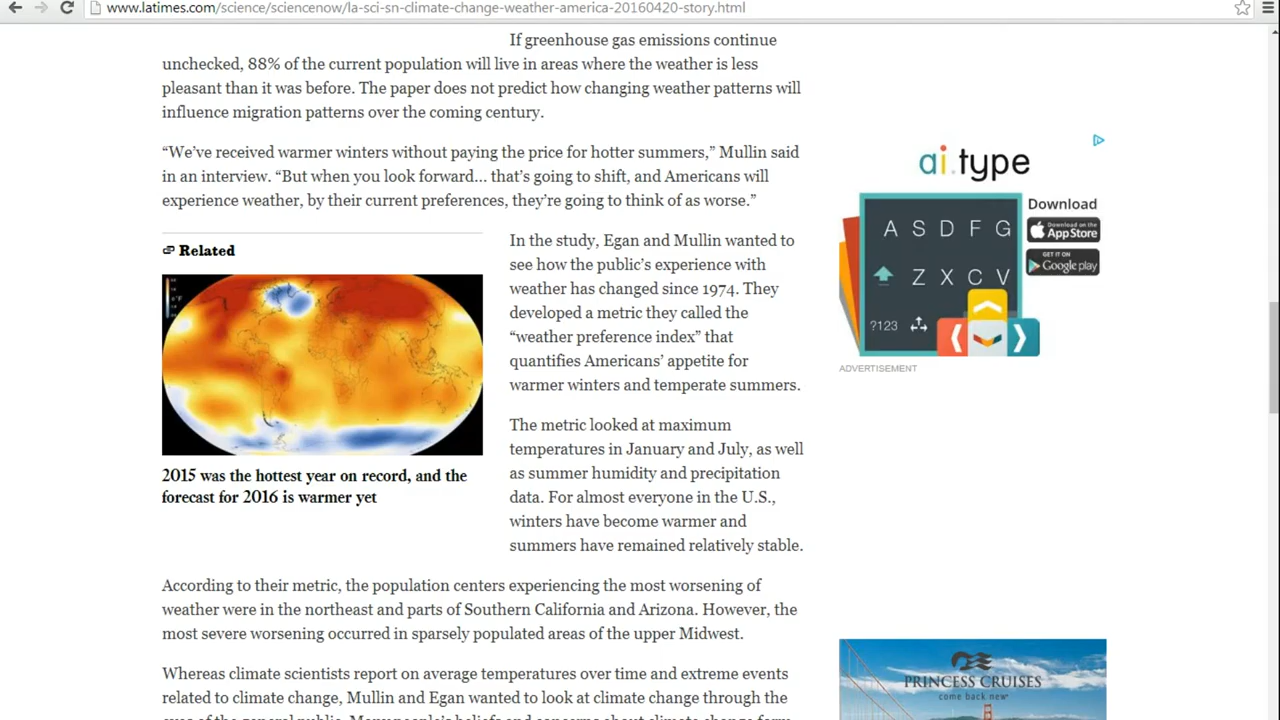 www.latimes.com/science/sciencenow/la-sci-sn-climate-change-weather-america-20160420-story.html
If greenhouse gas emissions continue
unchecked, 88% of the current population will live in areas where the weather is less
pleasant than it was before. The paper does not predict how changing weather patterns will
influence migration patterns over the coming century.
“We’ve received warmer winters without paying the price for hotter summers,” Mullin said
in an interview. “But when you look forward... that’s going to shift, and Americans will
experience weather, by their current preferences, they’re going to think of as worse.”
Related
2015 was the hottest year on record, and the
forecast for 2016 is warmer yet
In the study, Egan and Mullin wanted to
see how the public’s experience with
weather has changed since 1974. They
developed a metric they called the
“weather preference index” that
quantifies Americans’ appetite for
warmer winters and temperate summers.
The metric looked at maximum
temperatures in January and July, as well
as summer humidity and precipitation
data. For almost everyone in the U.S.,
winters have become warmer and
summers have remained relatively stable.
According to their metric, the population centers experiencing the most worsening of
weather were in the northeast and parts of Southern California and Arizona. However, the
most severe worsening occurred in sparsely populated areas of the upper Midwest.
Whereas climate scientists report on average temperatures over time and extreme events
related to climate change, Mullin and Egan wanted to look at climate change through the
ai.type
Download
A S D F G
Download on the
App Store
GET IT ON
Google play
Z X C V
?123
ADVERTISEMENT
PRINCESS CRUISES
come back new